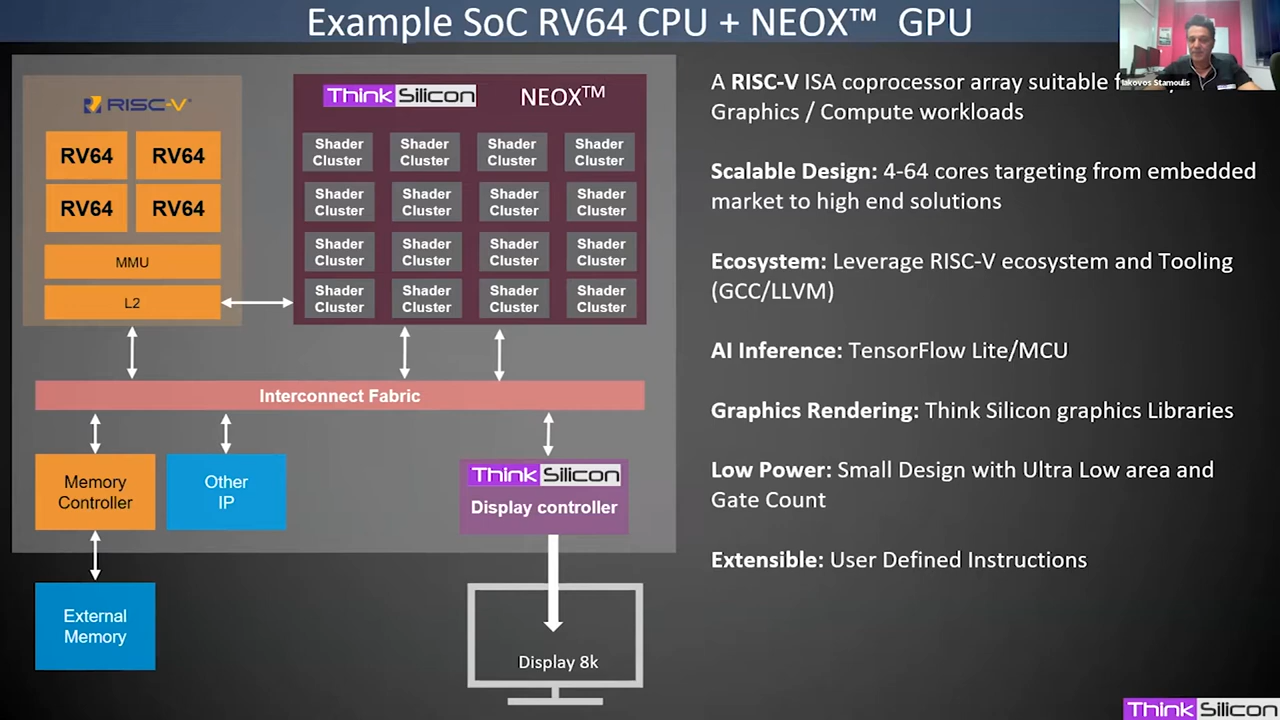 Example SoC RV64 CPU + NEOX™ GPU
Iakovos Stamoulis
RISC-V
RV64 RV64
RV64 RV64
MMU
L2
Think Silicon NEOX™
Shader Cluster Shader Cluster Shader Cluster Shader Cluster
Shader Cluster Shader Cluster Shader Cluster Shader Cluster
Shader Cluster Shader Cluster Shader Cluster Shader Cluster
Shader Cluster Shader Cluster Shader Cluster Shader Cluster
Interconnect Fabric
Memory
Controller
Other
IP
Think Silicon
Display controller
External
Memory
Display 8k
A RISC-V ISA coprocessor array suitable
Graphics / Compute workloads
Scalable Design: 4-64 cores targeting from embedded
market to high end solutions
Ecosystem: Leverage RISC-V ecosystem and Tooling
(GCC/LLVM)
AI Inference: TensorFlow Lite/MCU
Graphics Rendering: Think Silicon graphics Libraries
Low Power: Small Design with Ultra Low area and
Gate Count
Extensible: User Defined Instructions
Think Silicon